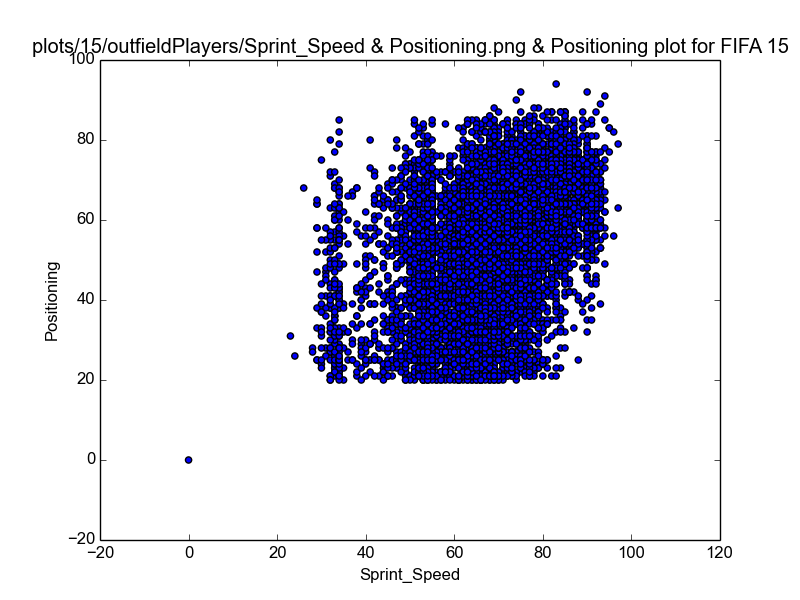 plots/15/outfieldPlayers/Sprint_Speed & Positioning.png & Positioning plot for FIFA 15
100
80
60
40
20
0
−20
Positioning
−20 0 20 40 60 80 100 120
Sprint_Speed